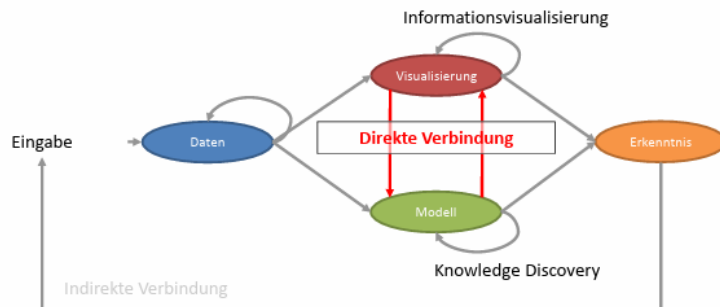 Informationsvisualisierung
Visualisierung
Eingabe
Daten
Direkte Verbindung
Erkenntnis
Modell
Knowledge Discovery
Indirekte Verbindung